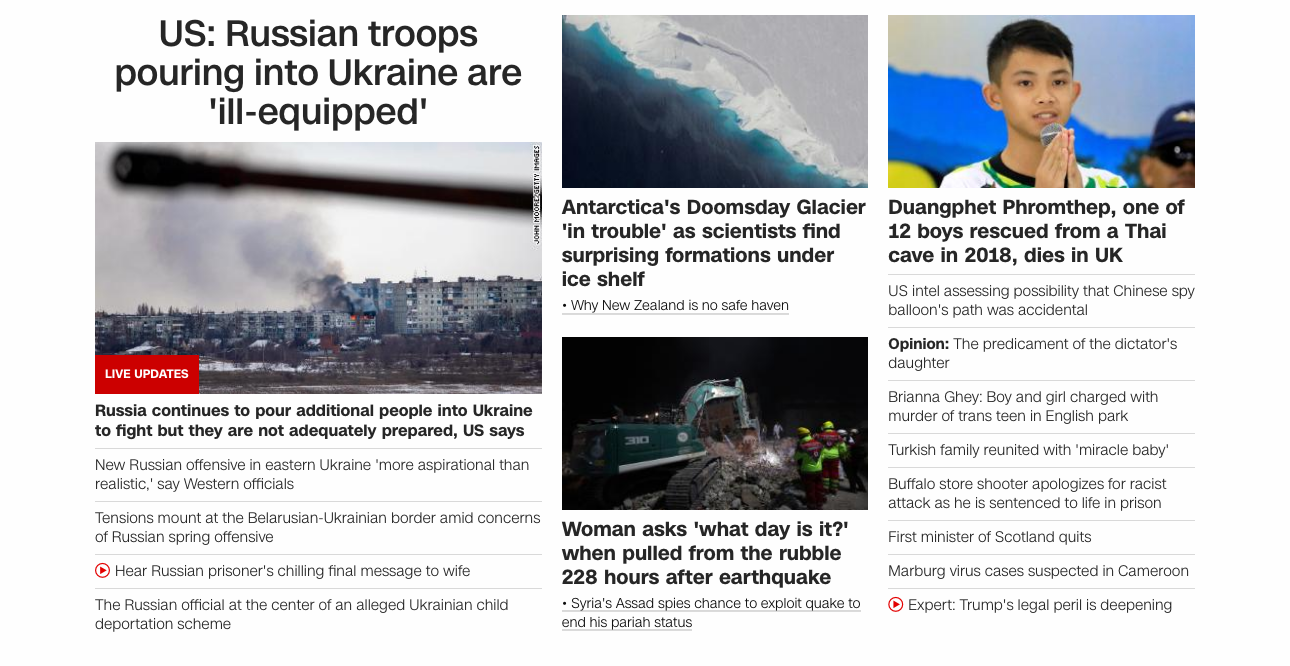 US: Russian troops
pouring into Ukraine are
'ill-equipped'
JOHN MOORE/GETTY IMAGES
LIVE UPDATES
Russia continues to pour additional people into Ukraine
to fight but they are not adequately prepared, US says
New Russian offensive in eastern Ukraine 'more aspirational than
realistic,' say Western officials
Tensions mount at the Belarusian-Ukrainian border amid concerns
of Russian spring offensive
Hear Russian prisoner's chilling final message to wife
The Russian official at the center of an alleged Ukrainian child
deportation scheme
Antarctica's Doomsday Glacier
'in trouble' as scientists find
surprising formations under
ice shelf
• Why New Zealand is no safe haven
310
Woman asks 'what day is it?'
when pulled from the rubble
228 hours after earthquake
• Syria's Assad spies chance to exploit quake to
end his pariah status
Duangphet Phromthep, one of
12 boys rescued from a Thai
cave in 2018, dies in UK
US intel assessing possibility that Chinese spy
balloon's path was accidental
Opinion: The predicament of the dictator's
daughter
Brianna Ghey: Boy and girl charged with
murder of trans teen in English park
Turkish family reunited with 'miracle baby'
Buffalo store shooter apologizes for racist
attack as he is sentenced to life in prison
First minister of Scotland quits
Marburg virus cases suspected in Cameroon
Expert: Trump's legal peril is deepening